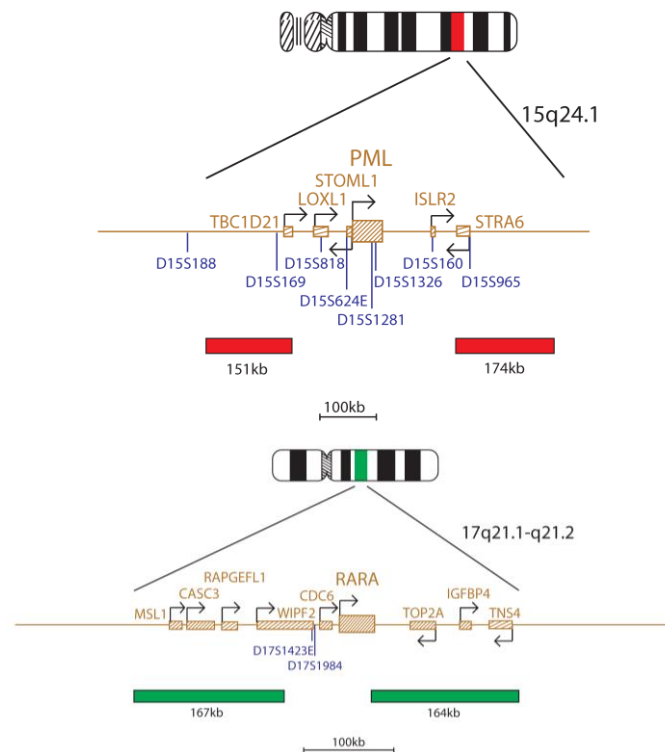 15q24.1
PML
STOML1
LOXL1 ISLR2
TBC1D21 STRA6
D15S188 D15S818 D15S160
D15S169 D15S1326 D15S965
D15S624E
D15S1281
151kb 174kb
100kb
17q21.1-q21.2
RARA
RAPGEFL1
CASC3 CDC6 IGFBP4
MSL1 WIPF2 TOP2A TNS4
D17S1423E
D17S1984
167kb 164kb
100kb